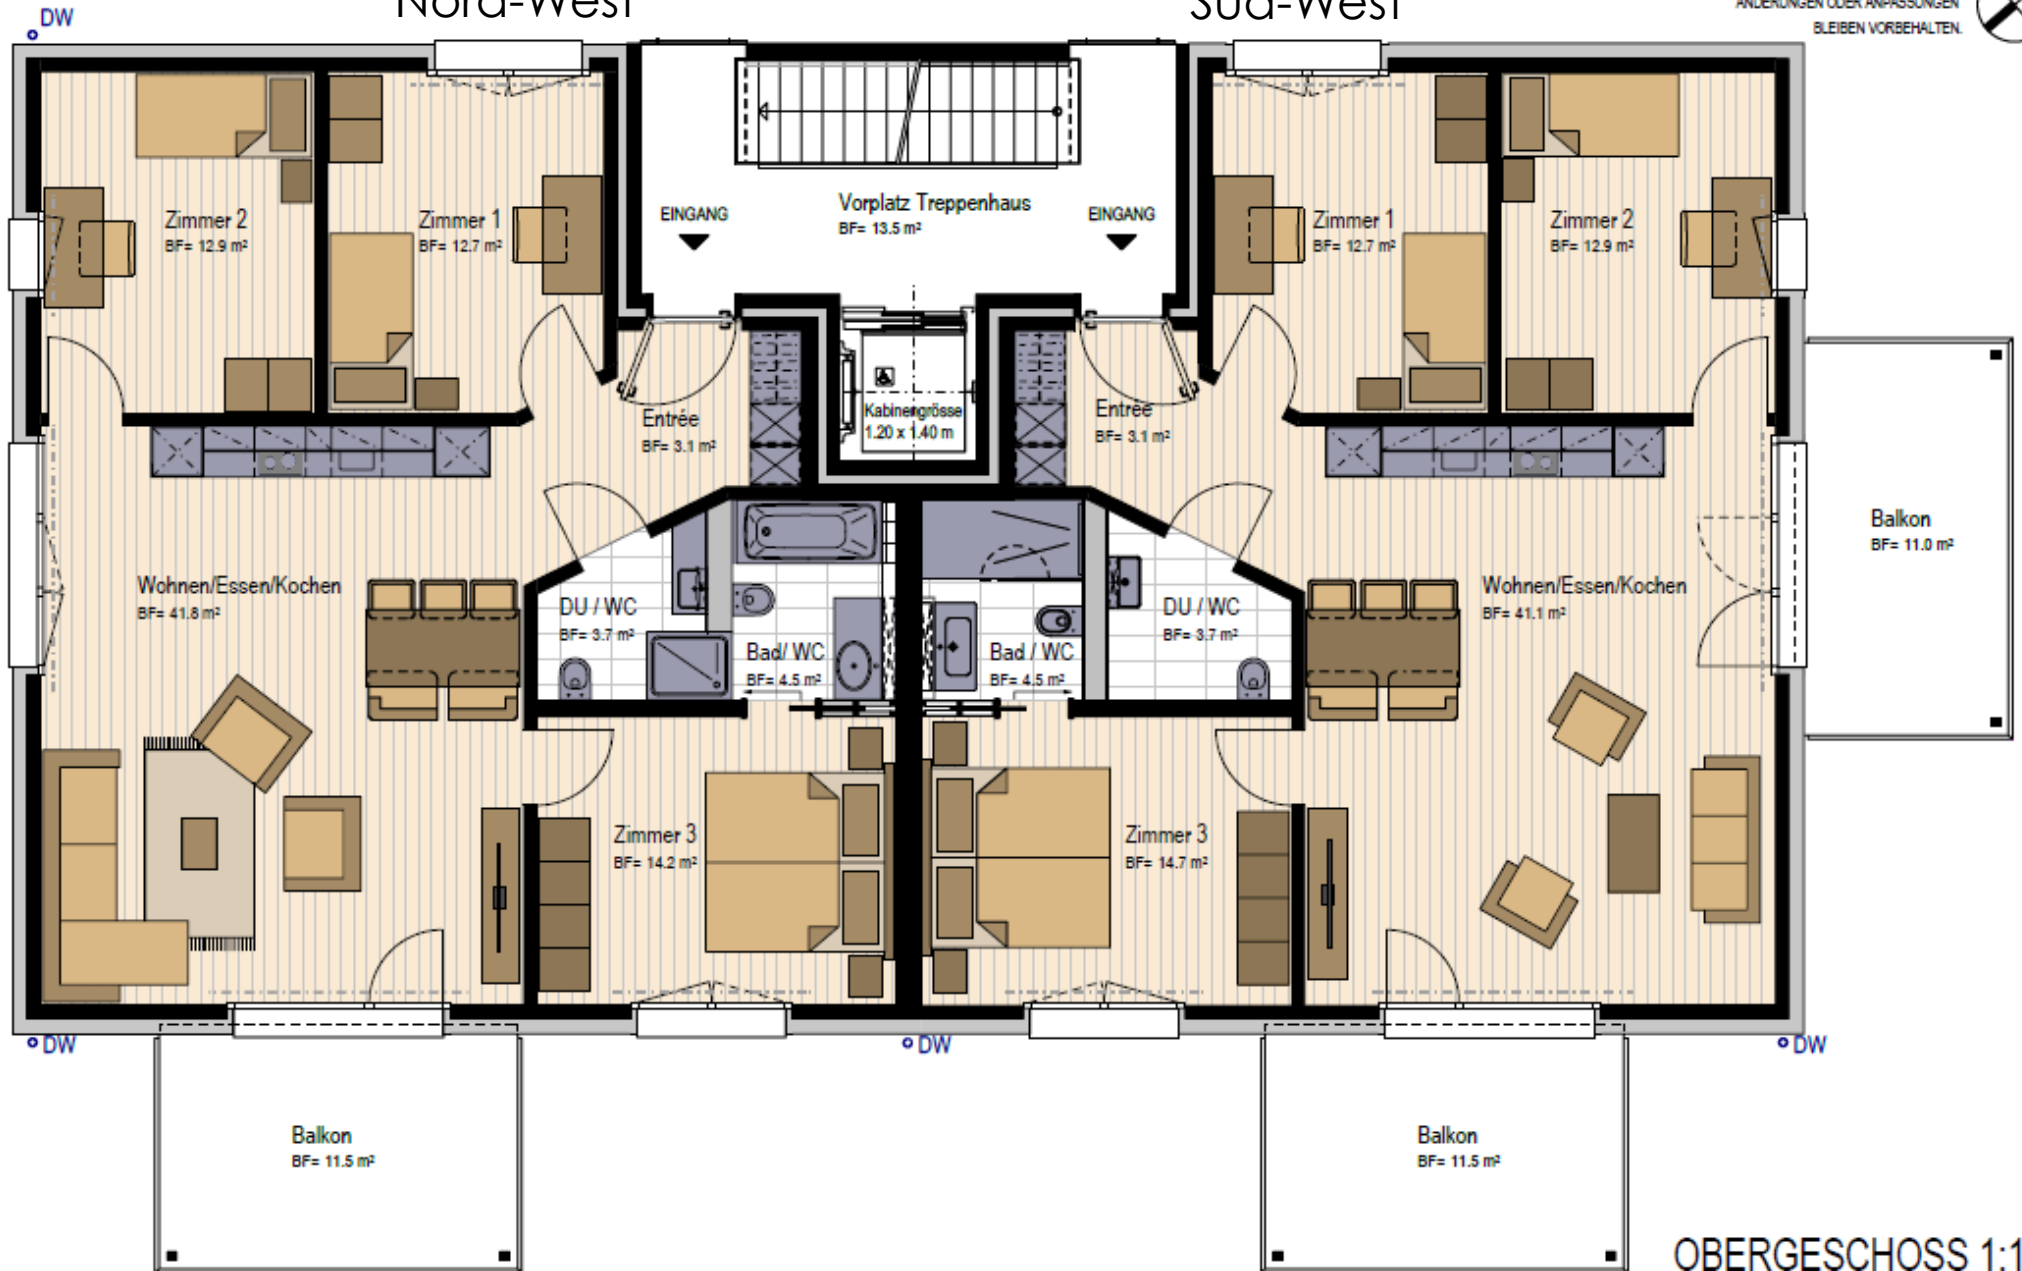 Nord-West
Süd-West
ÄNDERUNGEN ODER ANPASSUNGEN
BLEIBEN VORBEHALTEN.
DW
Zimmer 2
BF= 12.9 m²
Zimmer 1
BF= 12.7 m²
EINGANG
Vorplatz Treppenhaus
BF= 13.5 m²
EINGANG
Zimmer 1
BF= 12.7 m²
Zimmer 2
BF= 12.9 m²
Entrée
BF= 3.1 m²
Kabinengrösse
1.20 x 1.40 m
Entrée
BF= 3.1 m²
Balkon
BF= 11.0 m²
Wohnen/Essen/Kochen
BF= 41.8 m²
DU / WC
BF= 3.7 m²
Bad/ WC
BF= 4.5 m²
Bad / WC
BF= 4.5 m²
DU / WC
BF= 3.7 m²
Wohnen/Essen/Kochen
BF= 41.1 m²
Zimmer 3
BF= 14.2 m²
Zimmer 3
BF= 14.7 m²
DW
DW
DW
Balkon
BF= 11.5 m²
Balkon
BF= 11.5 m²
OBERGESCHOSS 1:1